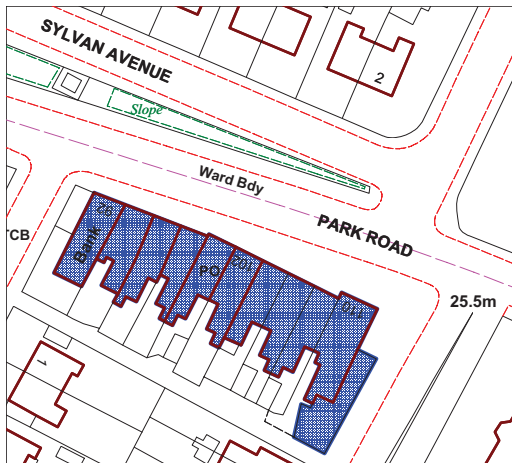 SYLVAN AVENUE
2
Slope
Ward Bdy
PARK ROAD
TCB
Bank
PO
25.5m
1